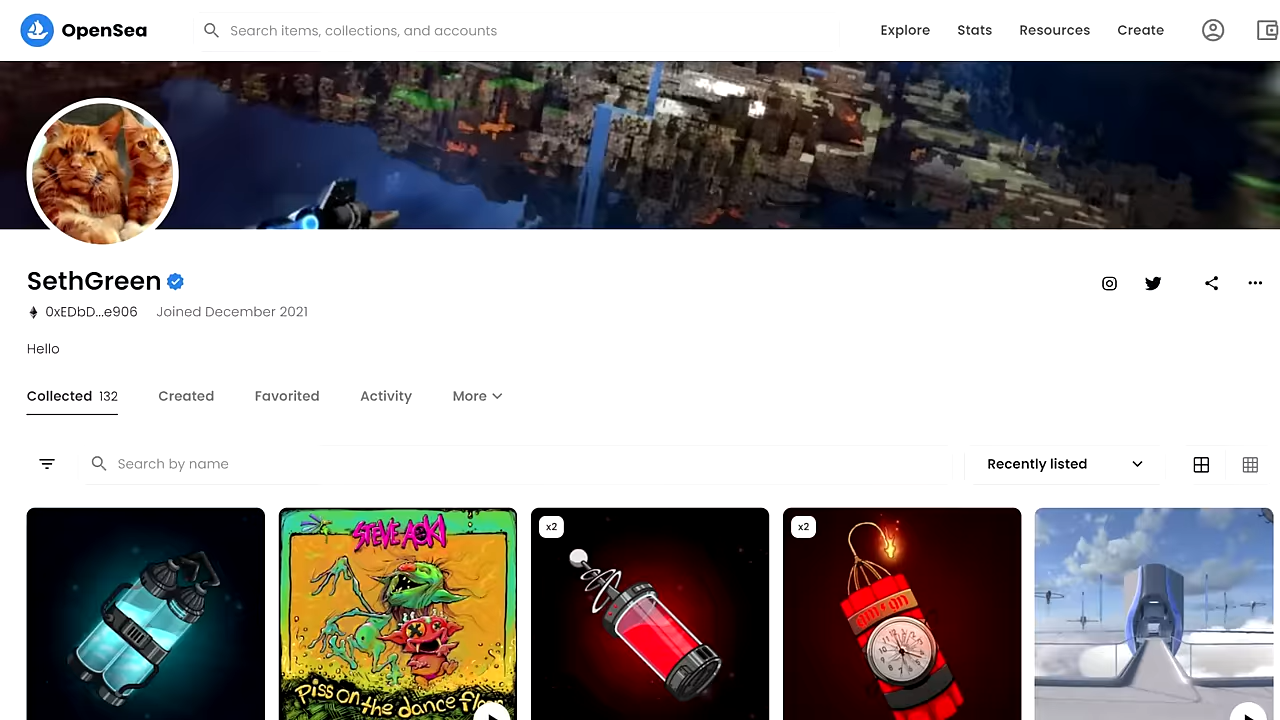 OpenSea
Search items, collections, and accounts
Explore Stats Resources Create
SethGreen
0xEDbD...e906 Joined December 2021
Hello
Collected 132 Created Favorited Activity More
Search by name
Recently listed
x2 x2
STEVE AOKI
Piss on the dance